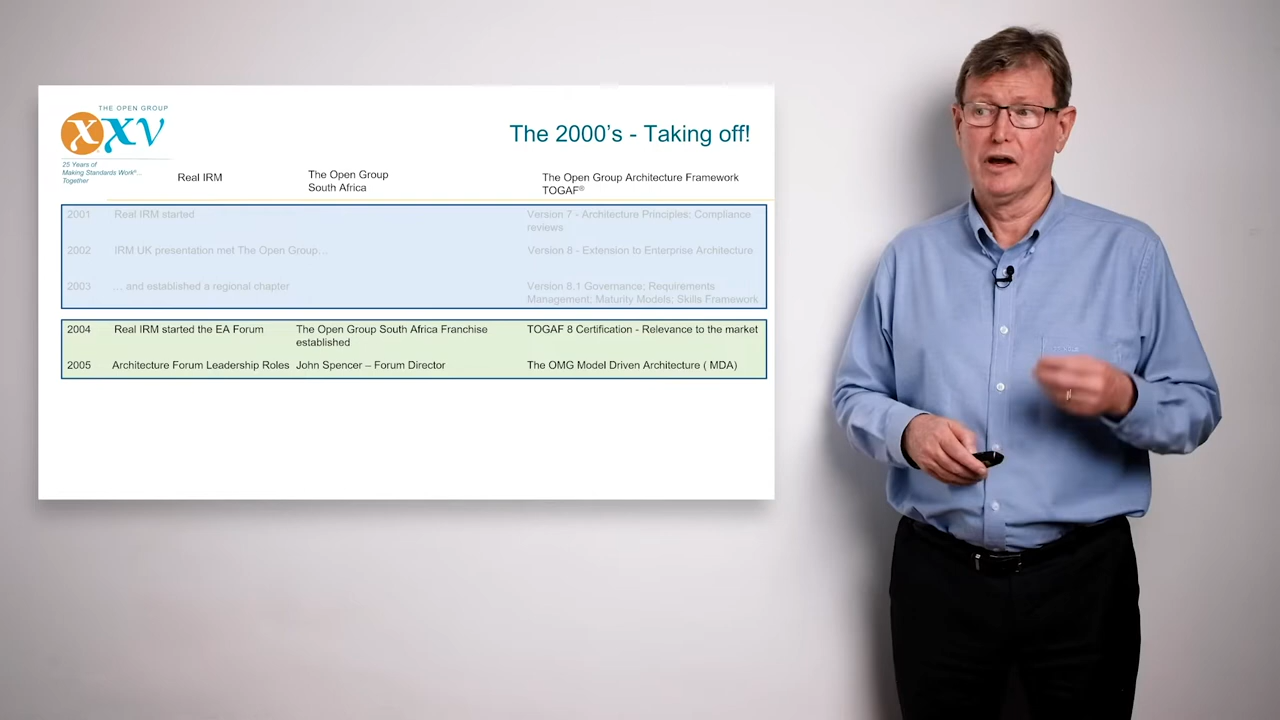 THE OPEN GROUP
XXV
25 Years of
Making Standards Work®...
Together
The 2000's - Taking off!
Real IRM
The Open Group
South Africa
The Open Group Architecture Framework
TOGAF®
2001 Real IRM started Version 7 - Architecture Principles; Compliance
reviews
2002 IRM UK presentation met The Open Group… Version 8 - Extension to Enterprise Architecture
2003 … and established a regional chapter Version 8.1 Governance; Requirements
Management; Maturity Models; Skills Framework
2004 Real IRM started the EA Forum The Open Group South Africa Franchise TOGAF 8 Certification - Relevance to the market
established
2005 Architecture Forum Leadership Roles John Spencer – Forum Director The OMG Model Driven Architecture ( MDA)